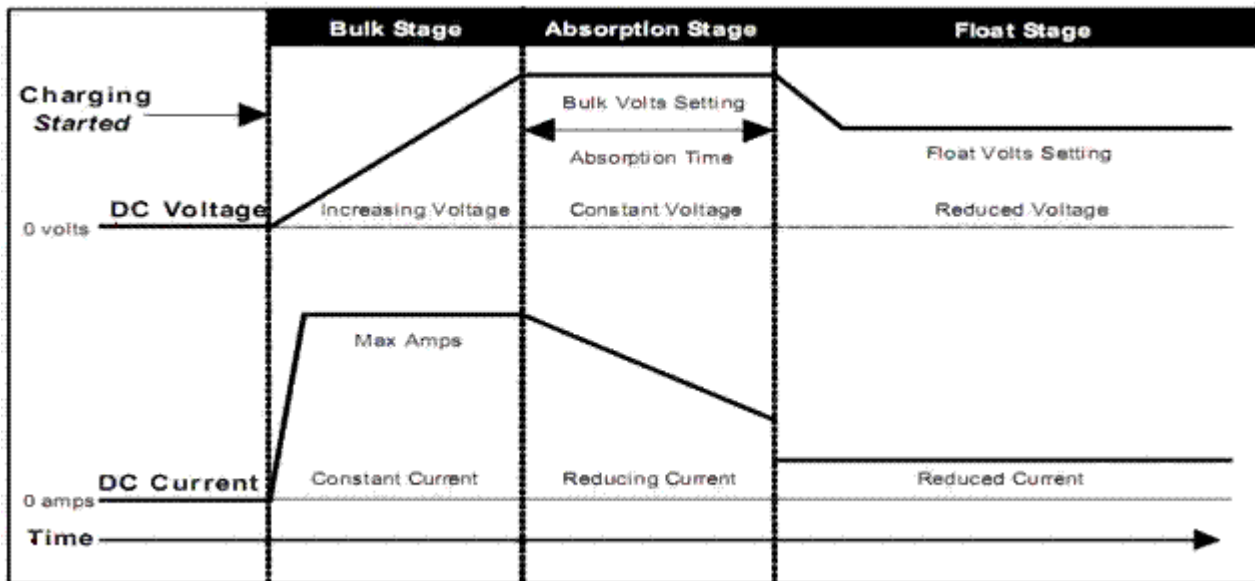 Bulk Stage
Absorption Stage
Float Stage
Charging
Started
Bulk Volts Setting
Absorption Time
Float Volts Setting
DC Voltage
Increasing Voltage
Constant Voltage
Reduced Voltage
0 volts
Max Amps
DC Current
Constant Current
Reducing Current
Reduced Current
0 amps
Time